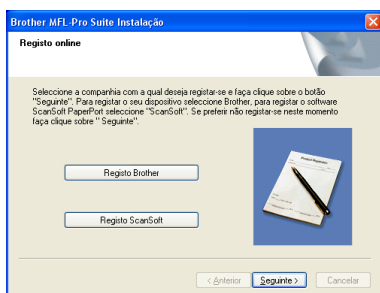 Brother MFL-Pro Suite Instalação
Registo online
Seleccione a companhia com a qual deseja registar-se e faça clique sobre o botão
"Seguinte". Para registar o seu dispositivo seleccione Brother, para registar o software
ScanSoft PaperPort seleccione "ScanSoft". Se preferir não registar-se neste momento
faça clique sobre " Seguinte".
Product Registration
Registo Brother
Registo ScanSoft
< Anterior Seguinte > Cancelar